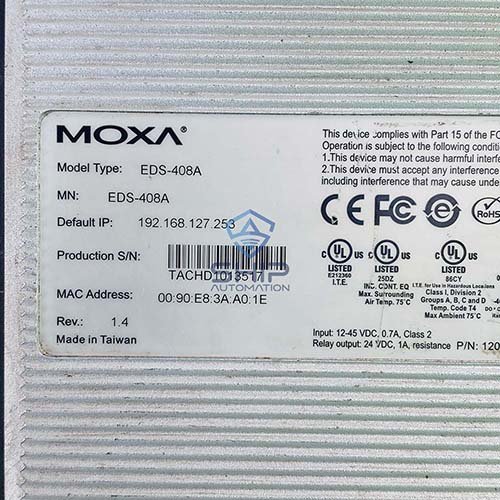 MOXA®
Model Type: EDS-408A
MN: EDS-408A
Default IP: 192.168.127.253
Production S/N:
TACHD1013517
MAC Address: 00:90:E8:3A:A0:1E
Rev.: 1.4
Made in Taiwan
This device complies with Part 15 of the FC
Operation is subject to the following condition
1.This device may not cause harmful interfe
2.This device must accept any interference
including interference that may cause
CE FC RoHS
C UL US C UL US C UL US
LISTED LISTED LISTED
E212360 25DZ 86CY
I.T.E. IND. CONT. EQ I.T.E. for Use in Hazardous Locations
Max. Surrounding Class I, Division 2
Air Temp. 75°C Groups A, B, C and D
Temp. Code T4
Max Ambient 75°C
Input: 12-45 VDC, 0.7A, Class 2
Relay output: 24 VDC, 1A, resistance P/N: 120
AUTOMATION